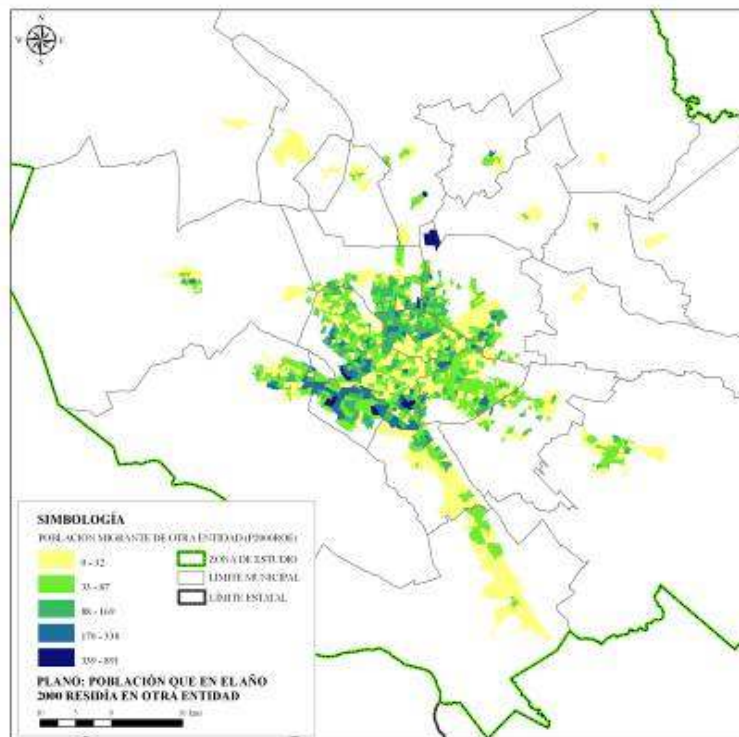 N
W E
S
SIMBOLOGÍA
POBLACIÓN MIGRANTE DE OTRA ENTIDAD (P2000ROE)
0 - 32
33 - 87
88 - 169
170 - 338
339 - 891
ZONA DE ESTUDIO
LÍMITE MUNICIPAL
LÍMITE ESTATAL
PLANO: POBLACIÓN QUE EN EL AÑO
2000 RESIDÍA EN OTRA ENTIDAD
10 5 0 10 km